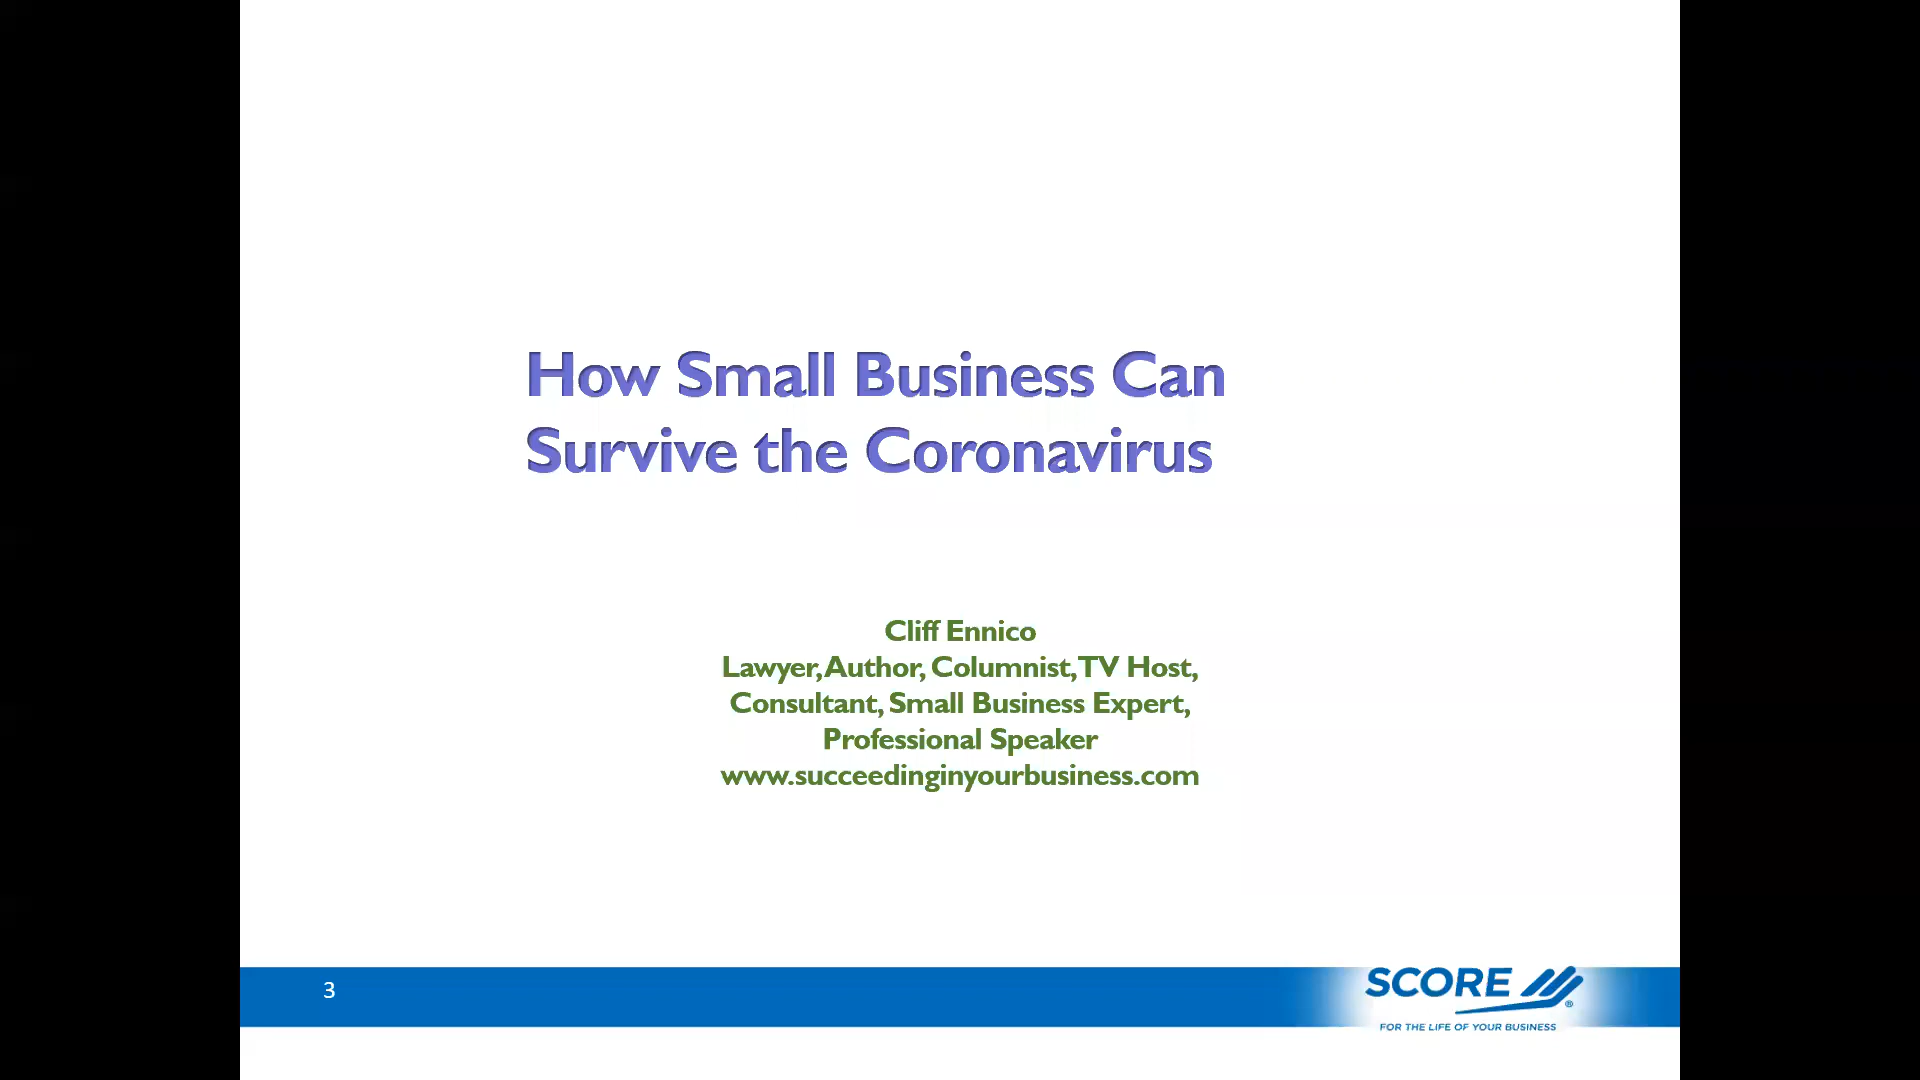 How Small Business Can
Survive the Coronavirus
Cliff Ennico
Lawyer, Author, Columnist, TV Host,
Consultant, Small Business Expert,
Professional Speaker
www.succeedinginyourbusiness.com
3
SCORE
®
FOR THE LIFE OF YOUR BUSINESS